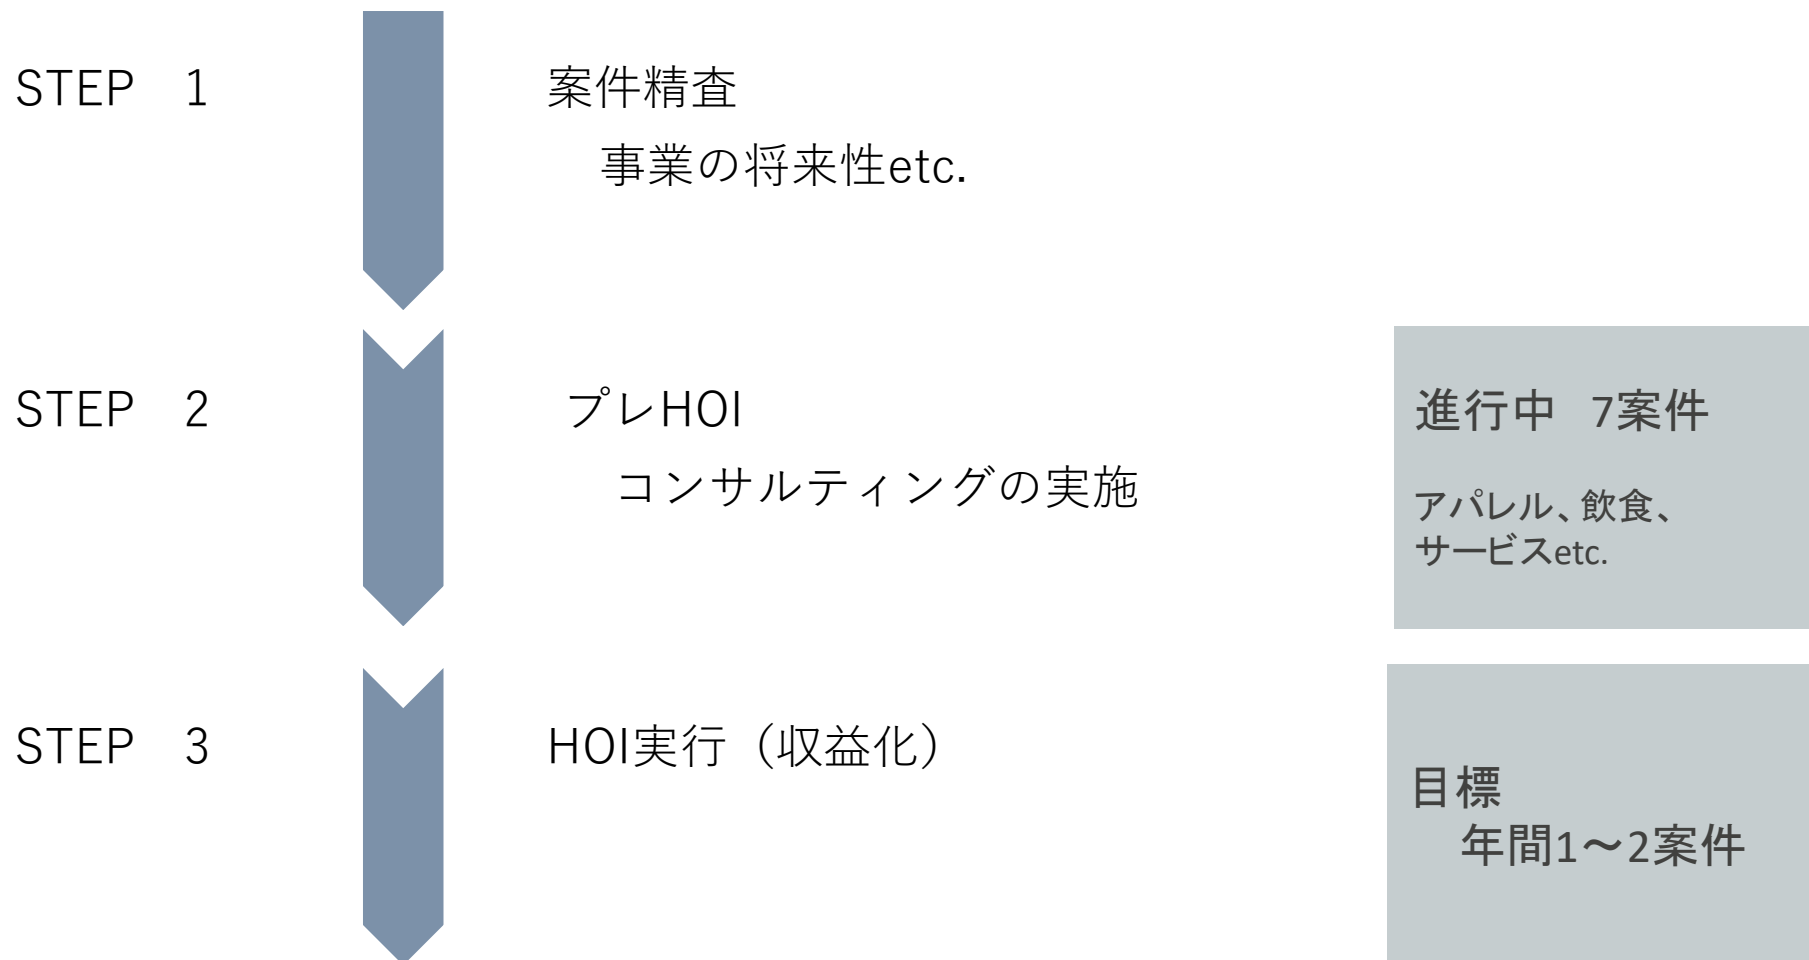 STEP　1
案件精査
事業の将来性etc.
STEP　2
プレHOI
コンサルティングの実施
進行中　7案件
アパレル、飲食、
サービスetc.
STEP　3
HOI実行（収益化）
目標
年間1～2案件